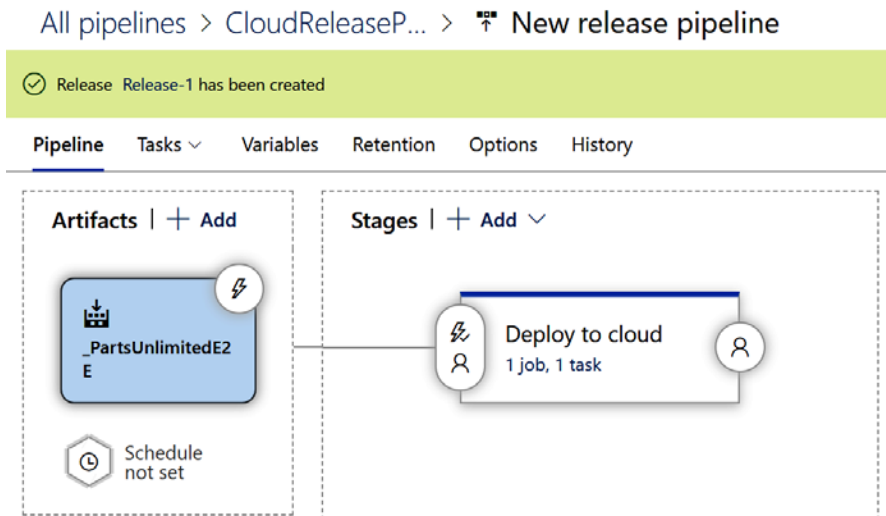 All pipelines > CloudReleaseP... > New release pipeline
Release Release-1 has been created
Pipeline Tasks Variables Retention Options History
Artifacts | + Add
Stages | + Add
_PartsUnlimitedE2
E
Deploy to cloud
1 job, 1 task
Schedule
not set